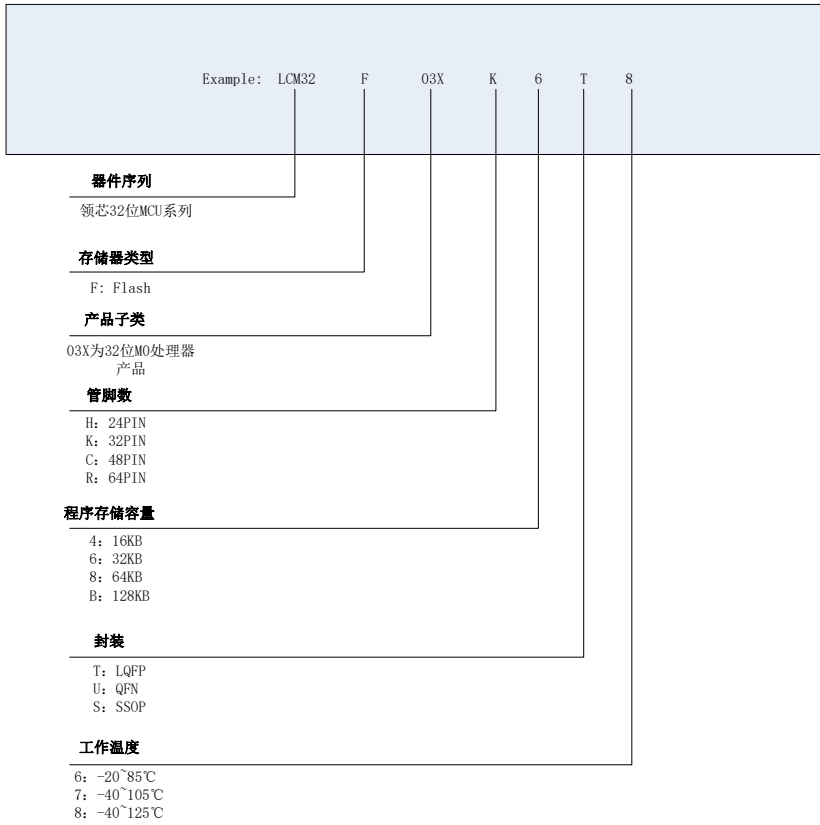 Example: LCM32 F 03X K 6 T 8
器件序列
领芯32位MCU系列
存储器类型
F: Flash
产品子类
03X为32位M0处理器
产品
管脚数
H：24PIN
K：32PIN
C：48PIN
R：64PIN
程序存储容量
4：16KB
6：32KB
8：64KB
B：128KB
封装
T：LQFP
U：QFN
S：SSOP
工作温度
6：-20~85℃
7：-40~105℃
8：-40~125℃